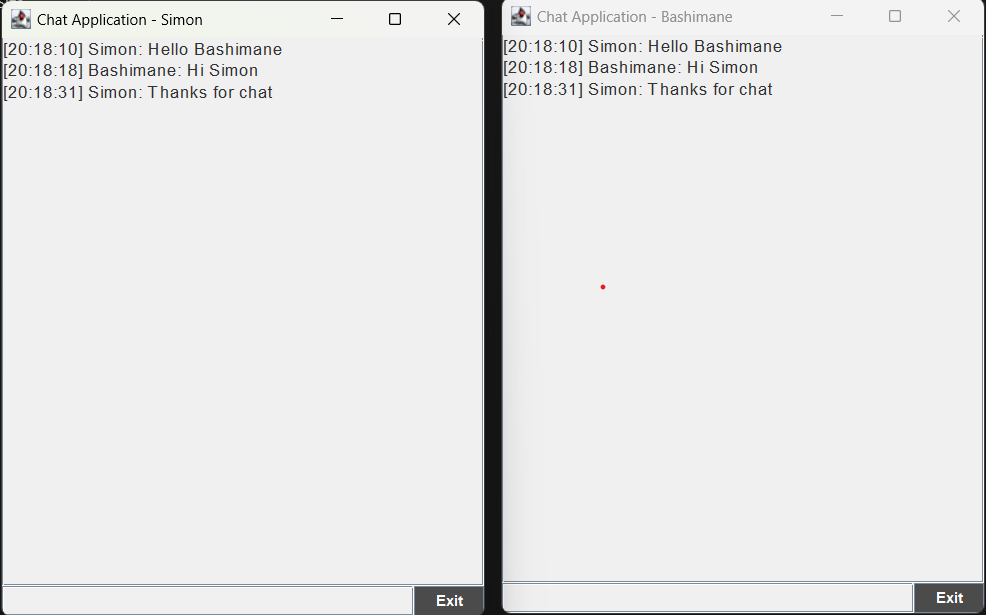 Chat Application - Simon
[20:18:10] Simon: Hello Bashimane
[20:18:18] Bashimane: Hi Simon
[20:18:31] Simon: Thanks for chat
Exit
Chat Application - Bashimane
[20:18:10] Simon: Hello Bashimane
[20:18:18] Bashimane: Hi Simon
[20:18:31] Simon: Thanks for chat
Exit